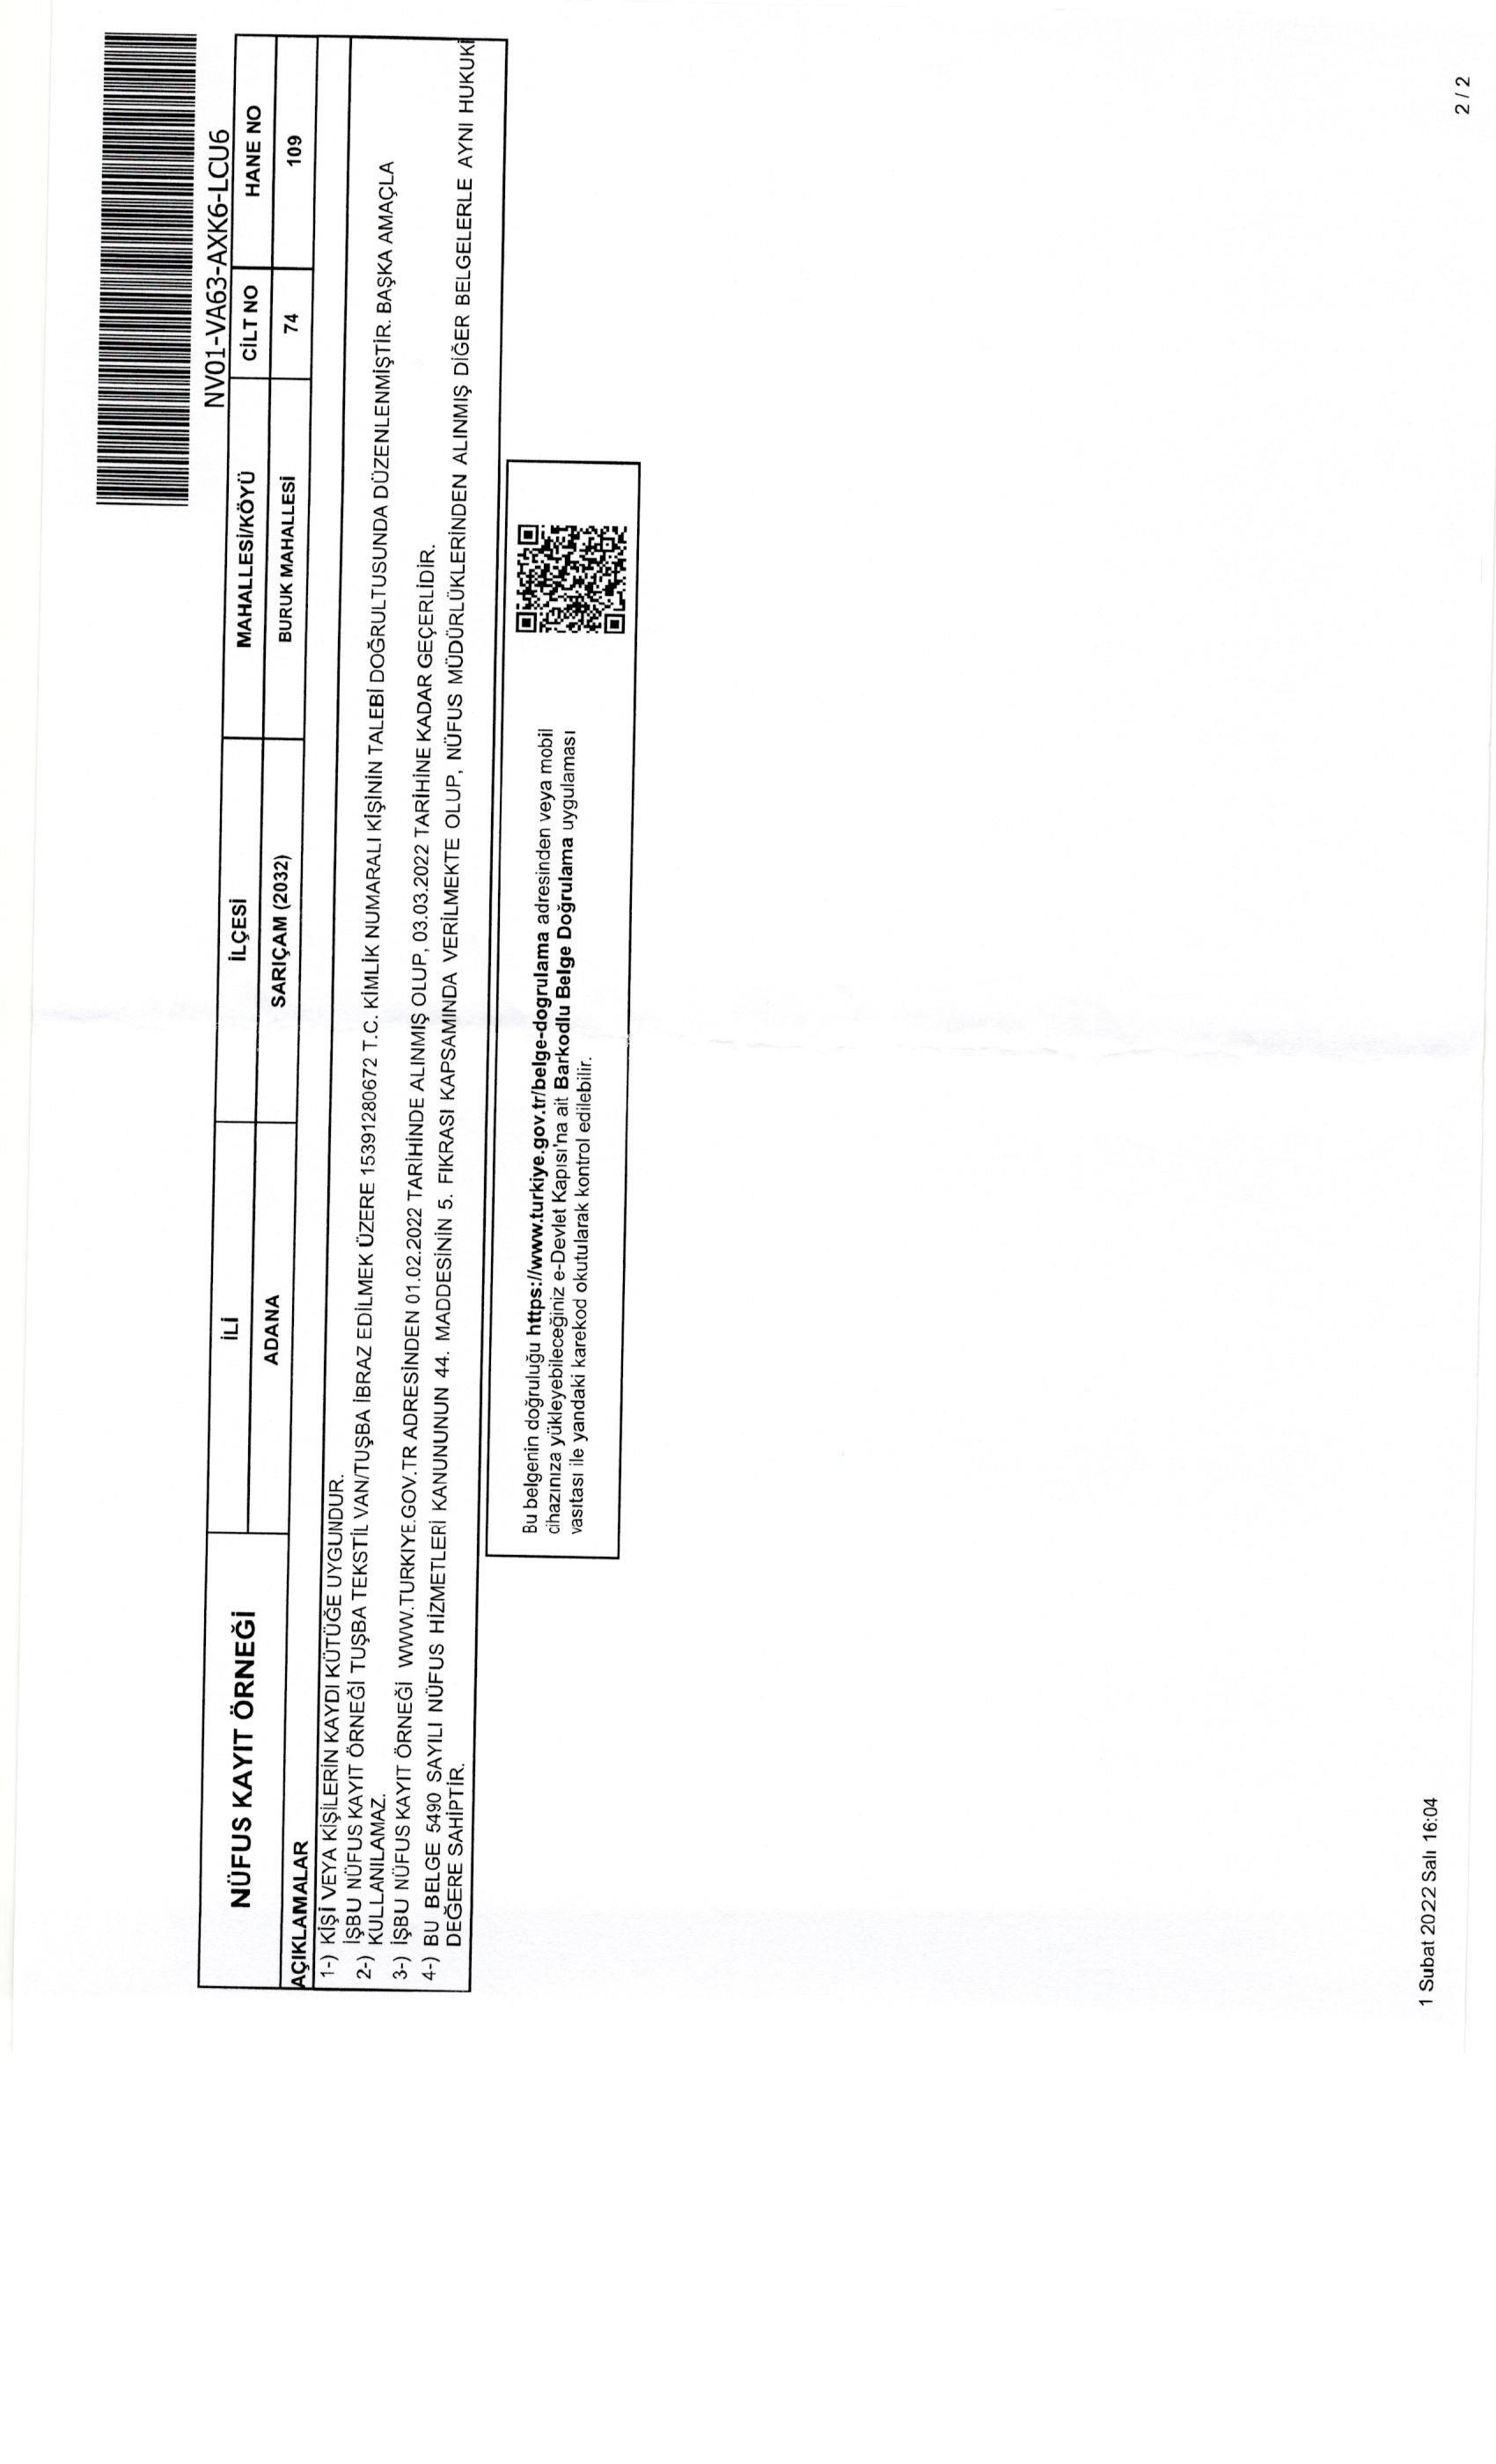 NV01-VA63-AXK6-LCU6
NÜFUS KAYIT ÖRNEĞİ
İLİ İLÇESİ MAHALLESİ/KÖYÜ CİLT NO HANE NO
ADANA SARIÇAM (2032) BURUK MAHALLESİ 74 109
AÇIKLAMALAR
1-) KİŞİ VEYA KİŞİLERİN KAYDI KÜTÜĞE UYGUNDUR.
2-) İŞBU NÜFUS KAYIT ÖRNEĞİ TUŞBA TEKSTİL VAN/TUŞBA İBRAZ EDİLMEK ÜZERE 15391280672 T.C. KİMLİK NUMARALI KİŞİNİN TALEBİ DOĞRULTUSUNDA DÜZENLENMİŞTİR. BAŞKA AMAÇLA
KULLANILAMAZ.
3-) İŞBU NÜFUS KAYIT ÖRNEĞİ WWW.TURKIYE.GOV.TR ADRESİNDEN 01.02.2022 TARİHİNDE ALINMIŞ OLUP, 03.03.2022 TARİHİNE KADAR GEÇERLİDİR.
4-) BU BELGE 5490 SAYILI NÜFUS HİZMETLERİ KANUNUNUN 44. MADDESİNİN 5. FIKRASI KAPSAMINDA VERİLMEKTE OLUP, NÜFUS MÜDÜRLÜKLERİNDEN ALINMIŞ DİĞER BELGELERLE AYNI HUKUKİ
DEĞERE SAHİPTİR.
Bu belgenin doğruluğu https://www.turkiye.gov.tr/belge-dogrulama adresinden veya mobil
cihazınıza yükleyebileceğiniz e-Devlet Kapısı'na ait Barkodlu Belge Doğrulama uygulaması
vasıtası ile yandaki karekod okutularak kontrol edilebilir.
1 Subat 2022 Salı 16:04
2 / 2